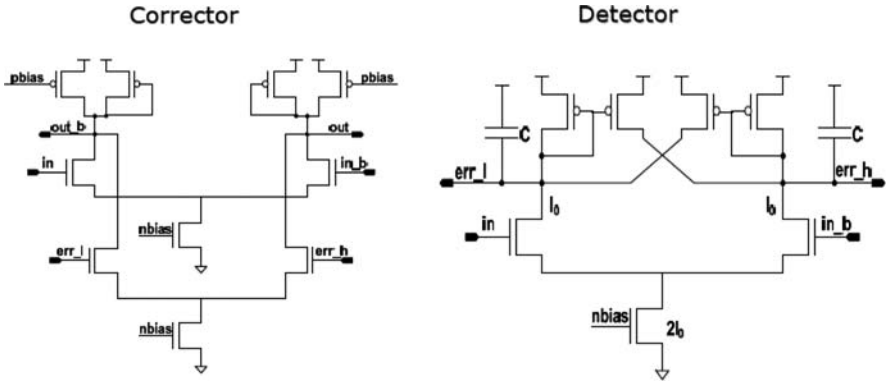 Corrector
Detector
pbias
pbias
out_b
out
in
in_b
nbias
err_l
err_h
nbias
C
C
err_l
err_h
I₀
I₀
in
in_b
nbias
2I₀